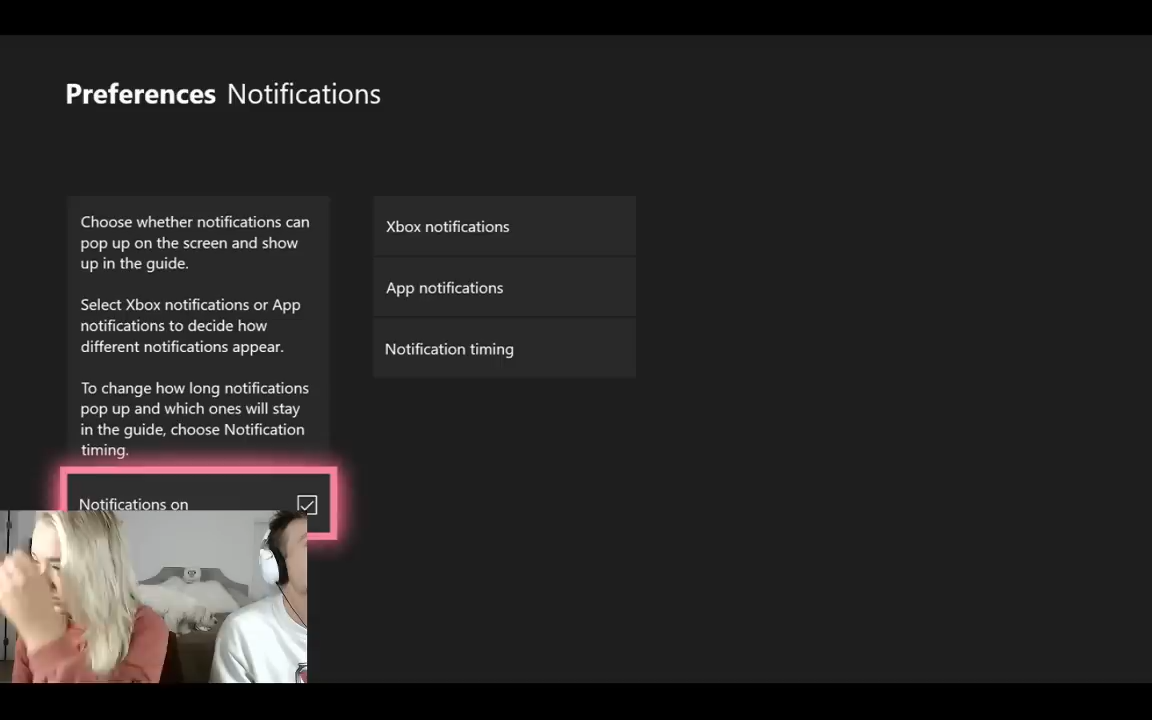 Preferences Notifications
Choose whether notifications can
pop up on the screen and show
up in the guide.
Select Xbox notifications or App
notifications to decide how
different notifications appear.
To change how long notifications
pop up and which ones will stay
in the guide, choose Notification
timing.
Notifications on
Xbox notifications
App notifications
Notification timing